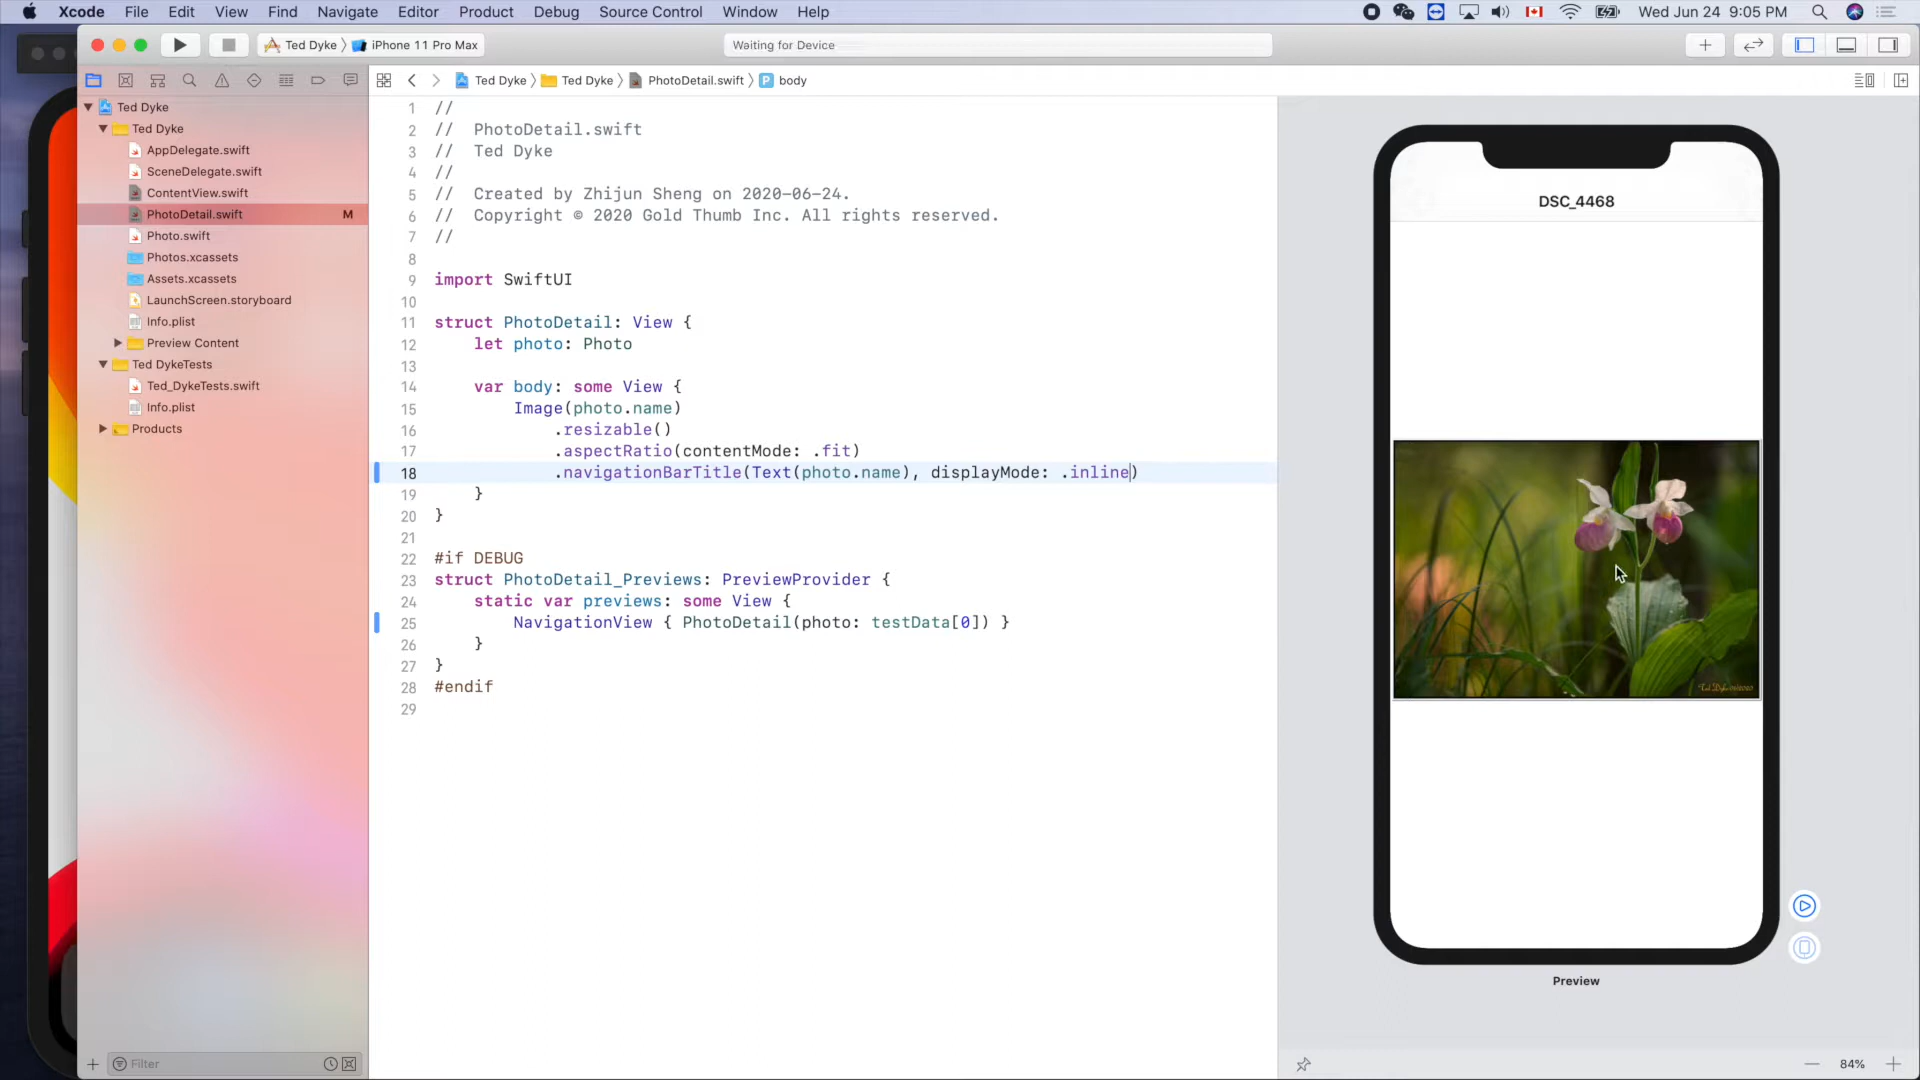 Xcode File Edit View Find Navigate Editor Product Debug Source Control Window Help Wed Jun 24 9:05 PM
Ted Dyke iPhone 11 Pro Max Waiting for Device
Ted Dyke Ted Dyke PhotoDetail.swift P body
Ted Dyke
Ted Dyke
AppDelegate.swift
SceneDelegate.swift
ContentView.swift
PhotoDetail.swift M
Photo.swift
Photos.xcassets
Assets.xcassets
LaunchScreen.storyboard
Info.plist
Preview Content
Ted DykeTests
Ted_DykeTests.swift
Info.plist
Products
Filter
1 //
2 // PhotoDetail.swift
3 // Ted Dyke
4 //
5 // Created by Zhijun Sheng on 2020-06-24.
6 // Copyright © 2020 Gold Thumb Inc. All rights reserved.
7 //
8
9 import SwiftUI
10
11 struct PhotoDetail: View {
12 let photo: Photo
13
14 var body: some View {
15 Image(photo.name)
16 .resizable()
17 .aspectRatio(contentMode: .fit)
18 .navigationBarTitle(Text(photo.name), displayMode: .inline)
19 }
20 }
21
22 #if DEBUG
23 struct PhotoDetail_Previews: PreviewProvider {
24 static var previews: some View {
25 NavigationView { PhotoDetail(photo: testData[0]) }
26 }
27 }
28 #endif
29
DSC_4468
Preview
84%